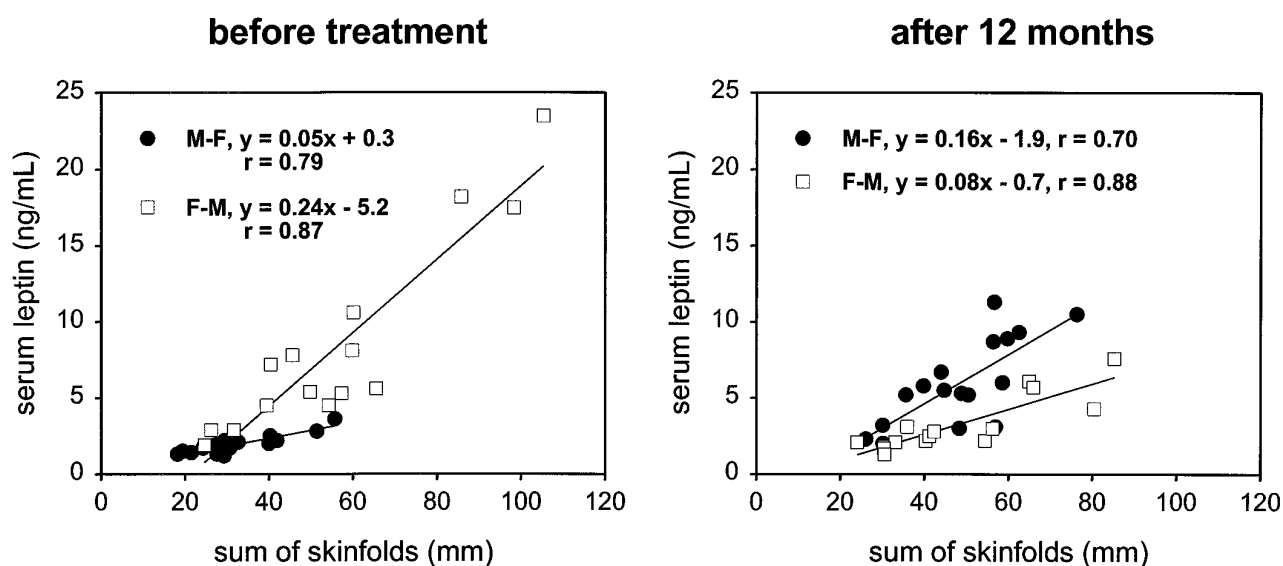 before treatment
25
20
15
10
5
0
serum leptin (ng/mL)
M-F, y = 0.05x + 0.3
r = 0.79
F-M, y = 0.24x - 5.2
r = 0.87
0 20 40 60 80 100 120
sum of skinfolds (mm)
after 12 months
25
20
15
10
5
0
serum leptin (ng/mL)
M-F, y = 0.16x - 1.9, r = 0.70
F-M, y = 0.08x - 0.7, r = 0.88
0 20 40 60 80 100 120
sum of skinfolds (mm)